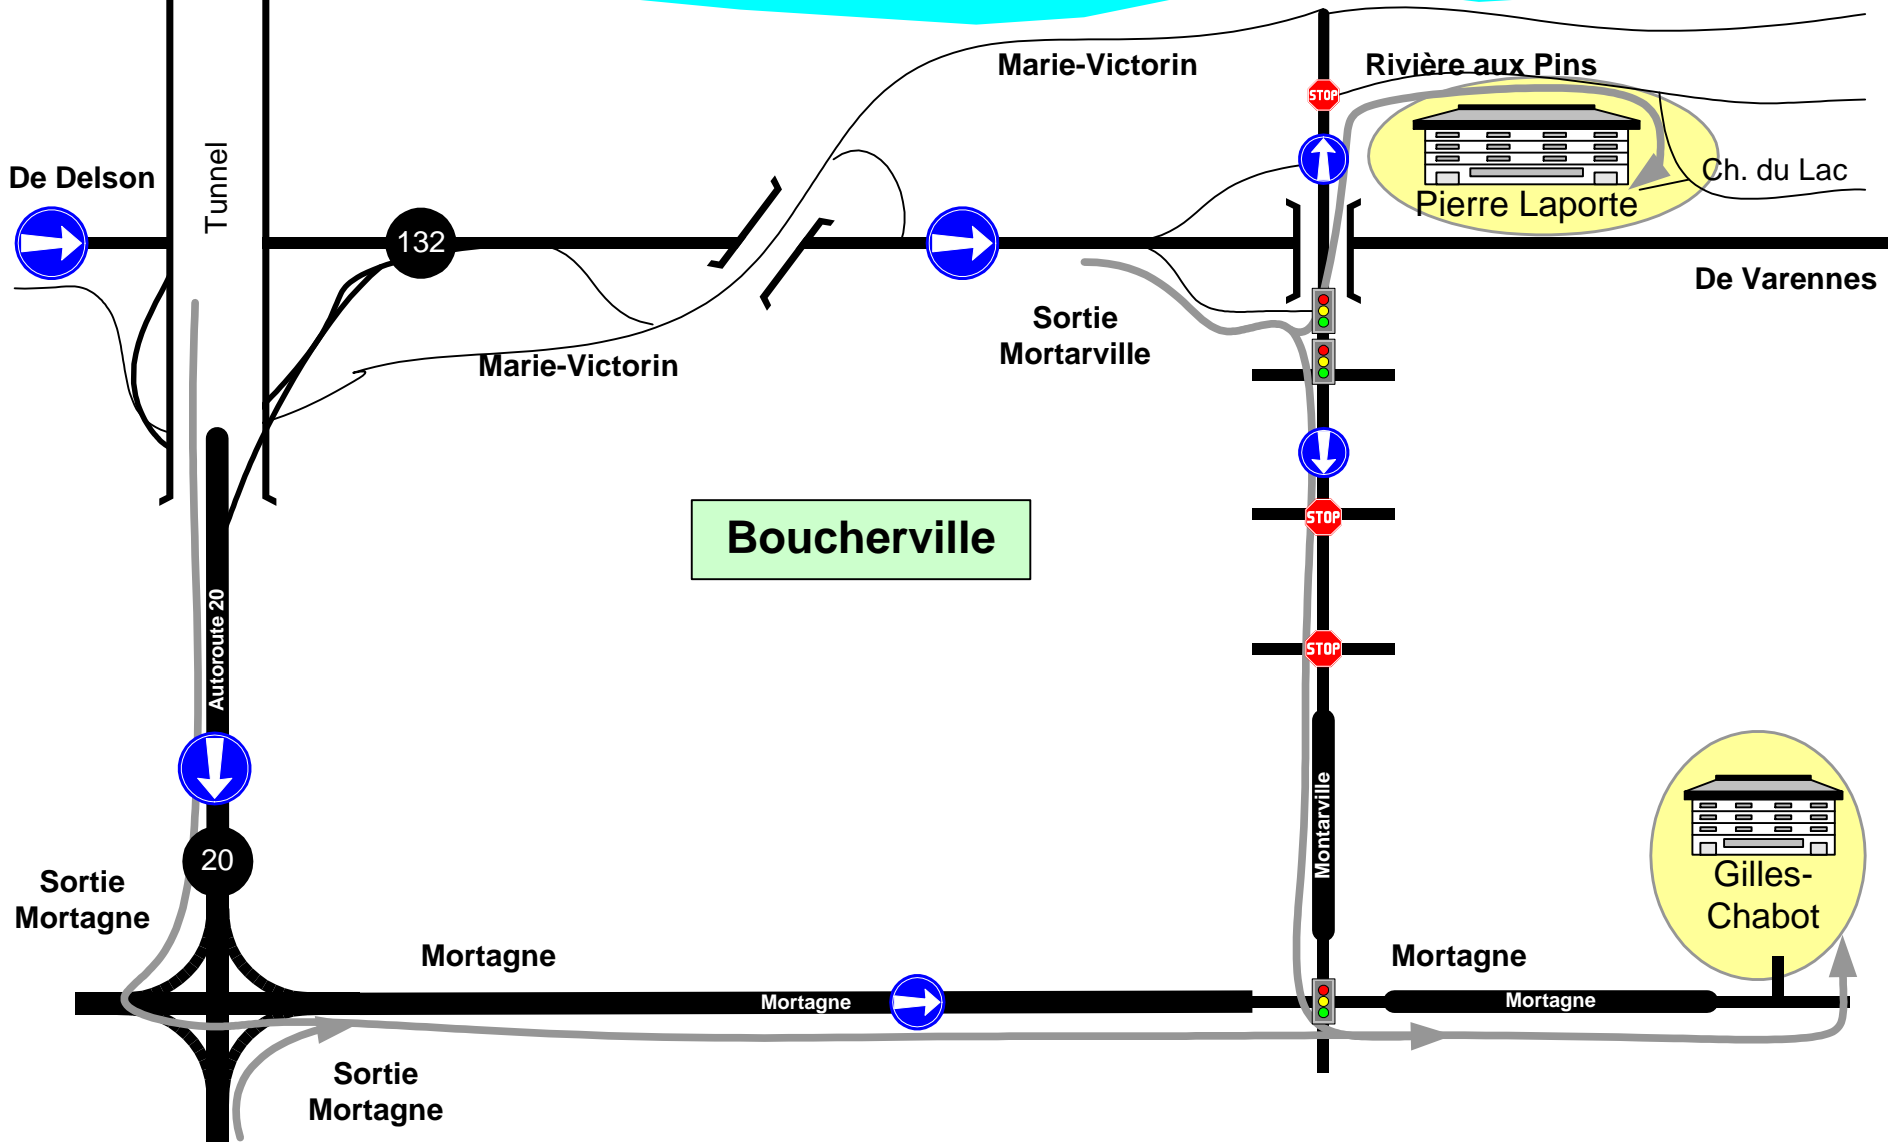 Marie-Victorin
Rivière aux Pins
STOP
Tunnel
De Delson
Ch. du Lac
Pierre Laporte
132
De Varennes
Sortie
Mortarville
Marie-Victorin
Boucherville
STOP
Autoroute 20
STOP
Montarville
20
Sortie
Mortagne
Gilles-
Chabot
Mortagne
Mortagne
Mortagne
Mortagne
Sortie
Mortagne